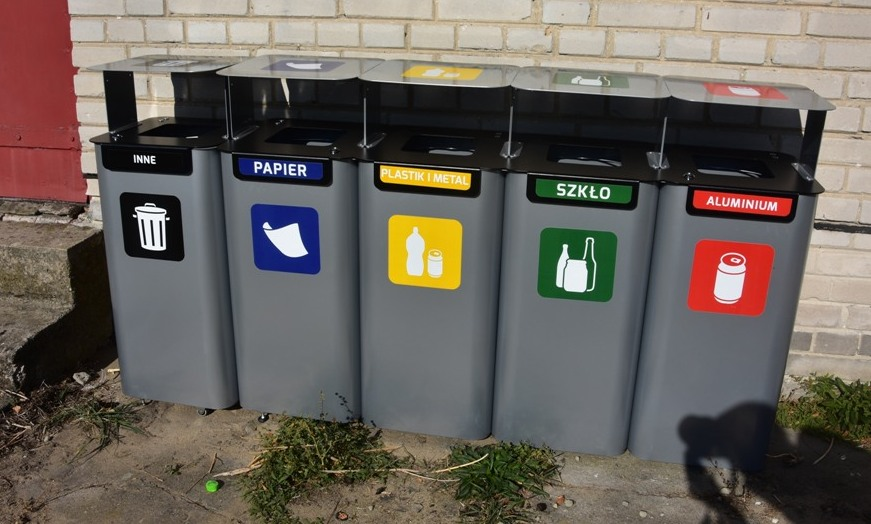 INNE
PAPIER
PLASTIK I METAL
SZKŁO
ALUMINIUM